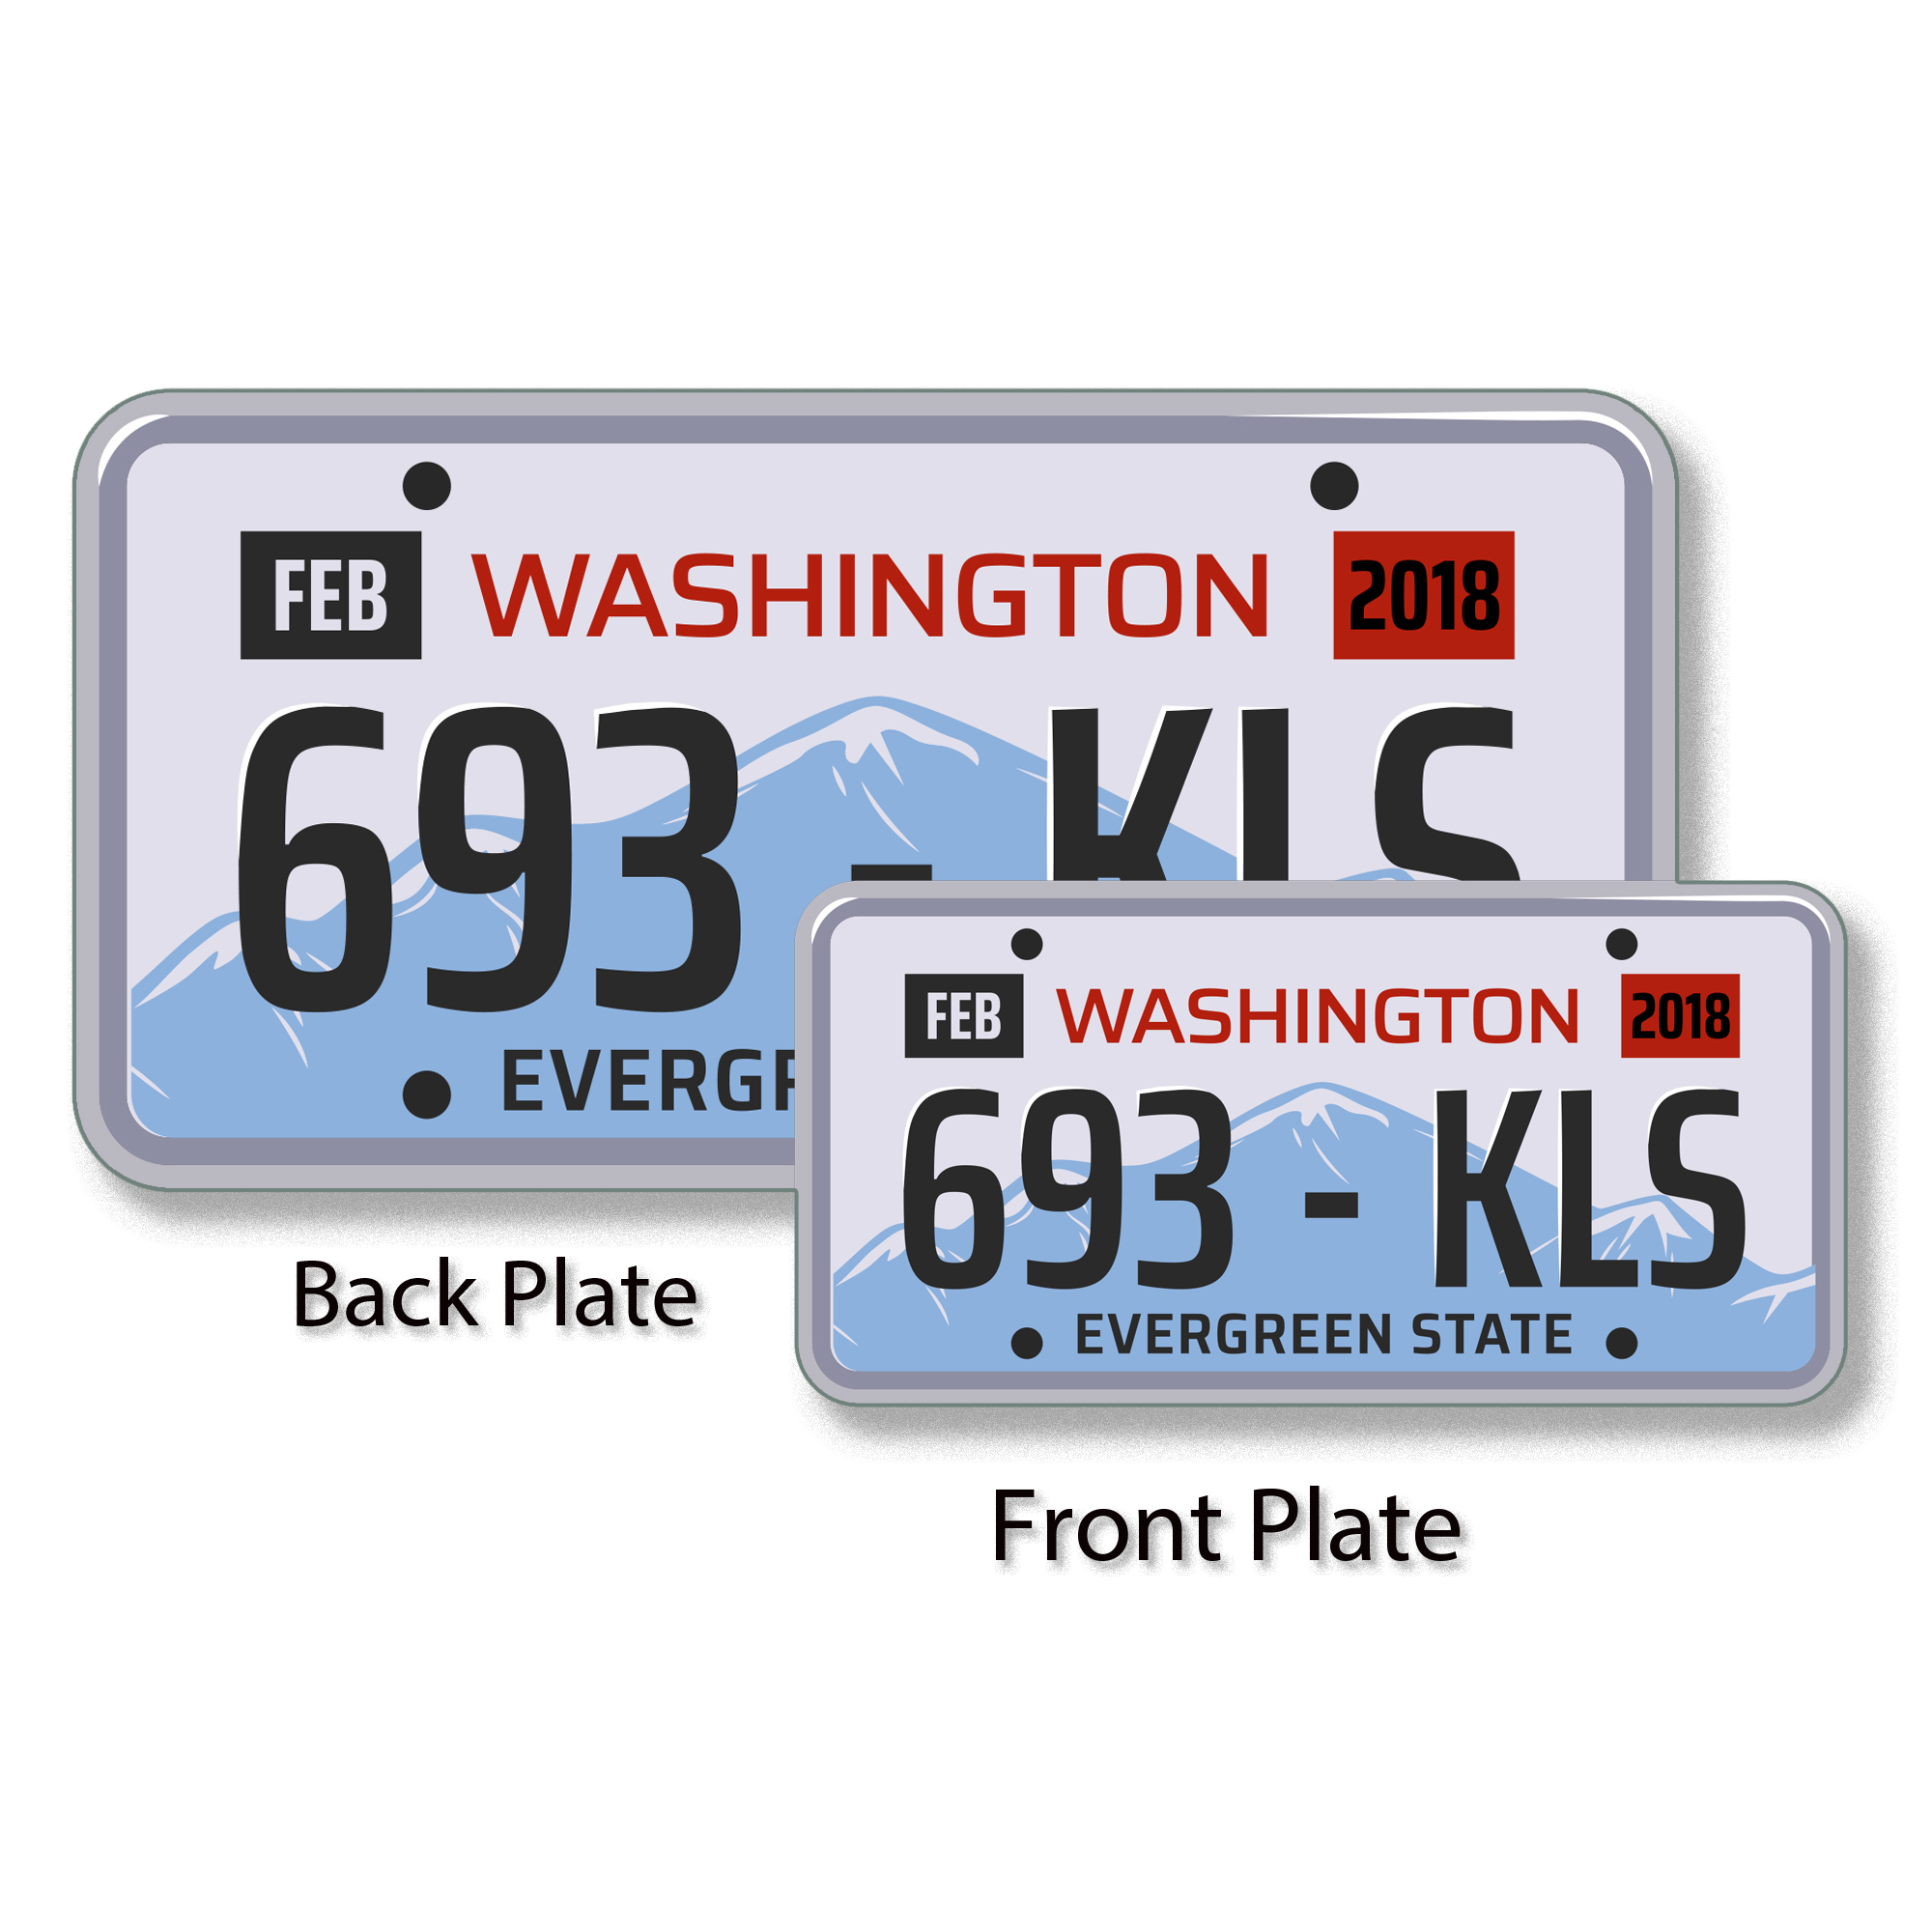 FEB WASHINGTON 2018
693 - KLS
EVERGR
Back Plate
FEB WASHINGTON 2018
693 - KLS
EVERGREEN STATE
Front Plate